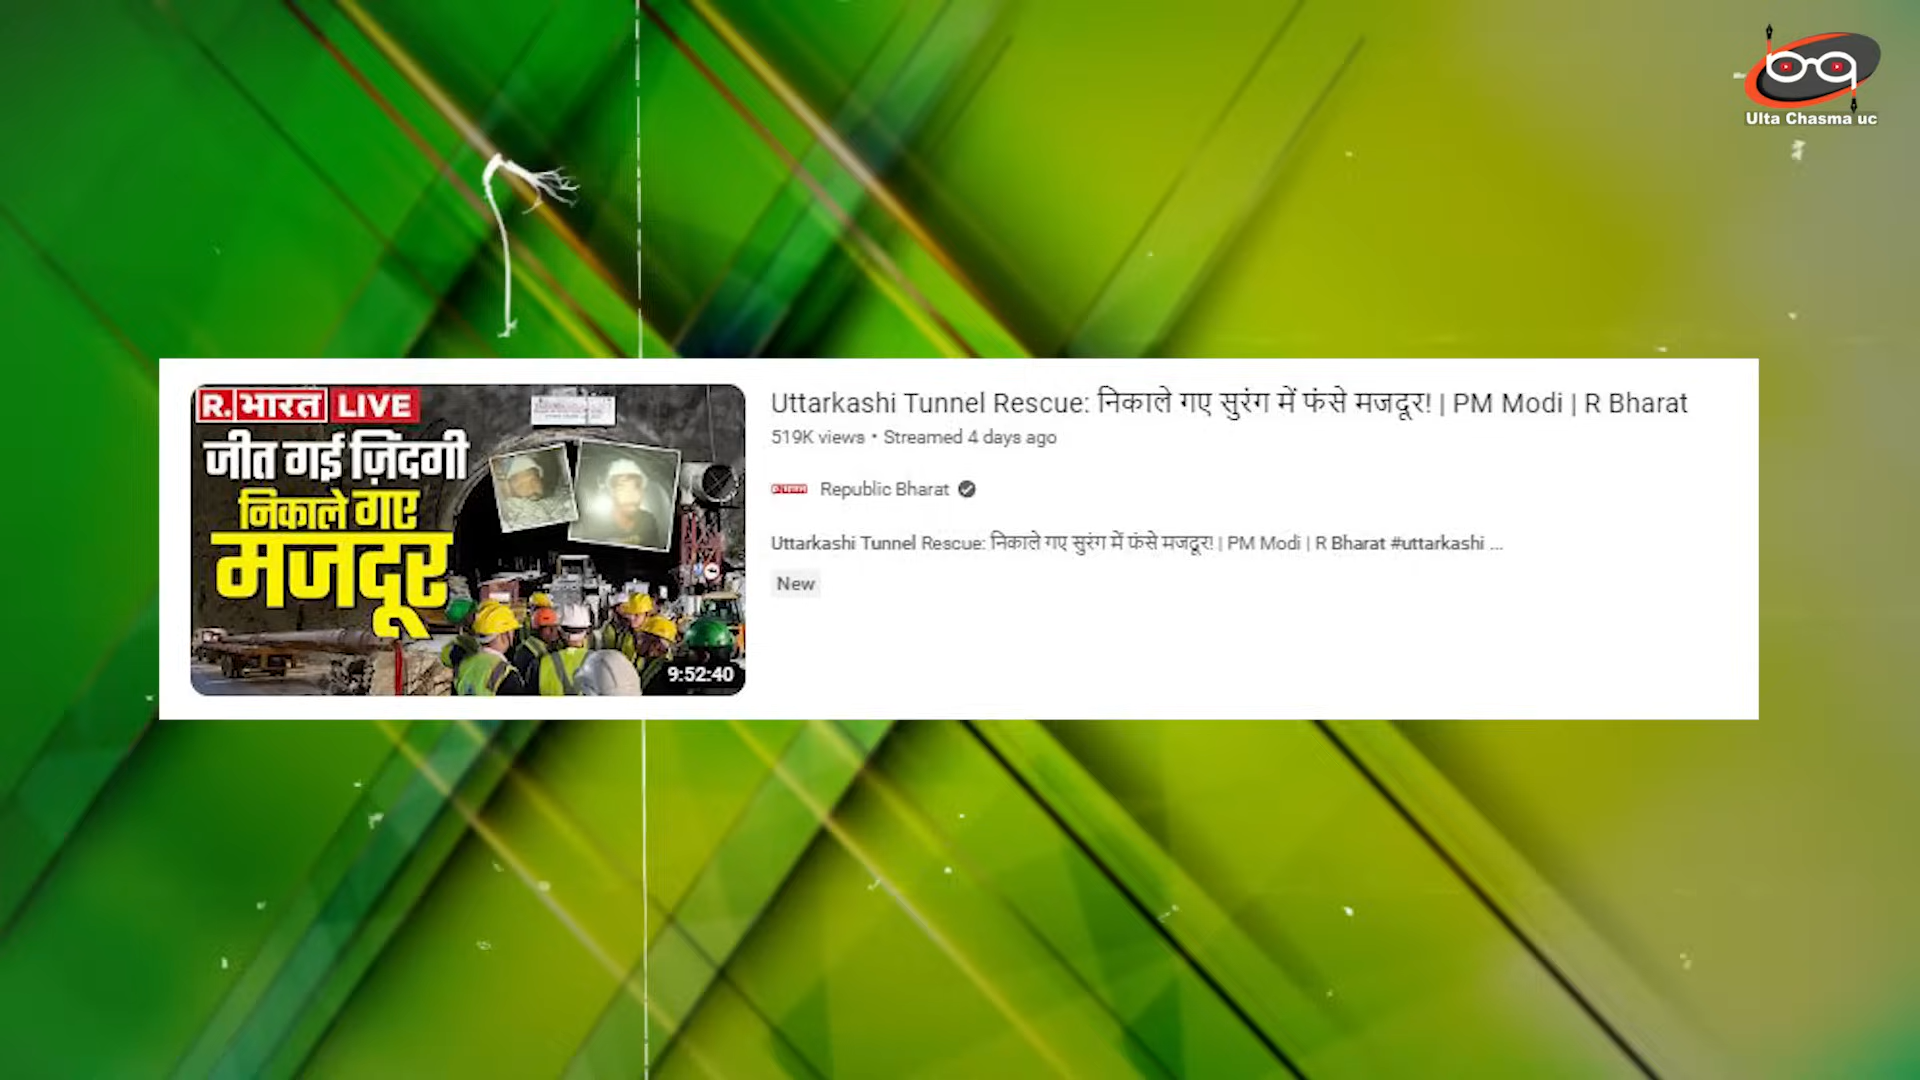 Ulta Chasma uc
R.भारत LIVE
जीत गई ज़िंदगी
निकाले गए
मजदूर
9:52:40
Uttarkashi Tunnel Rescue: निकाले गए सुरंग में फंसे मजदूर! | PM Modi | R Bharat
519K views • Streamed 4 days ago
Republic Bharat
Uttarkashi Tunnel Rescue: निकाले गए सुरंग में फंसे मजदूर! | PM Modi | R Bharat #uttarkashi ...
New